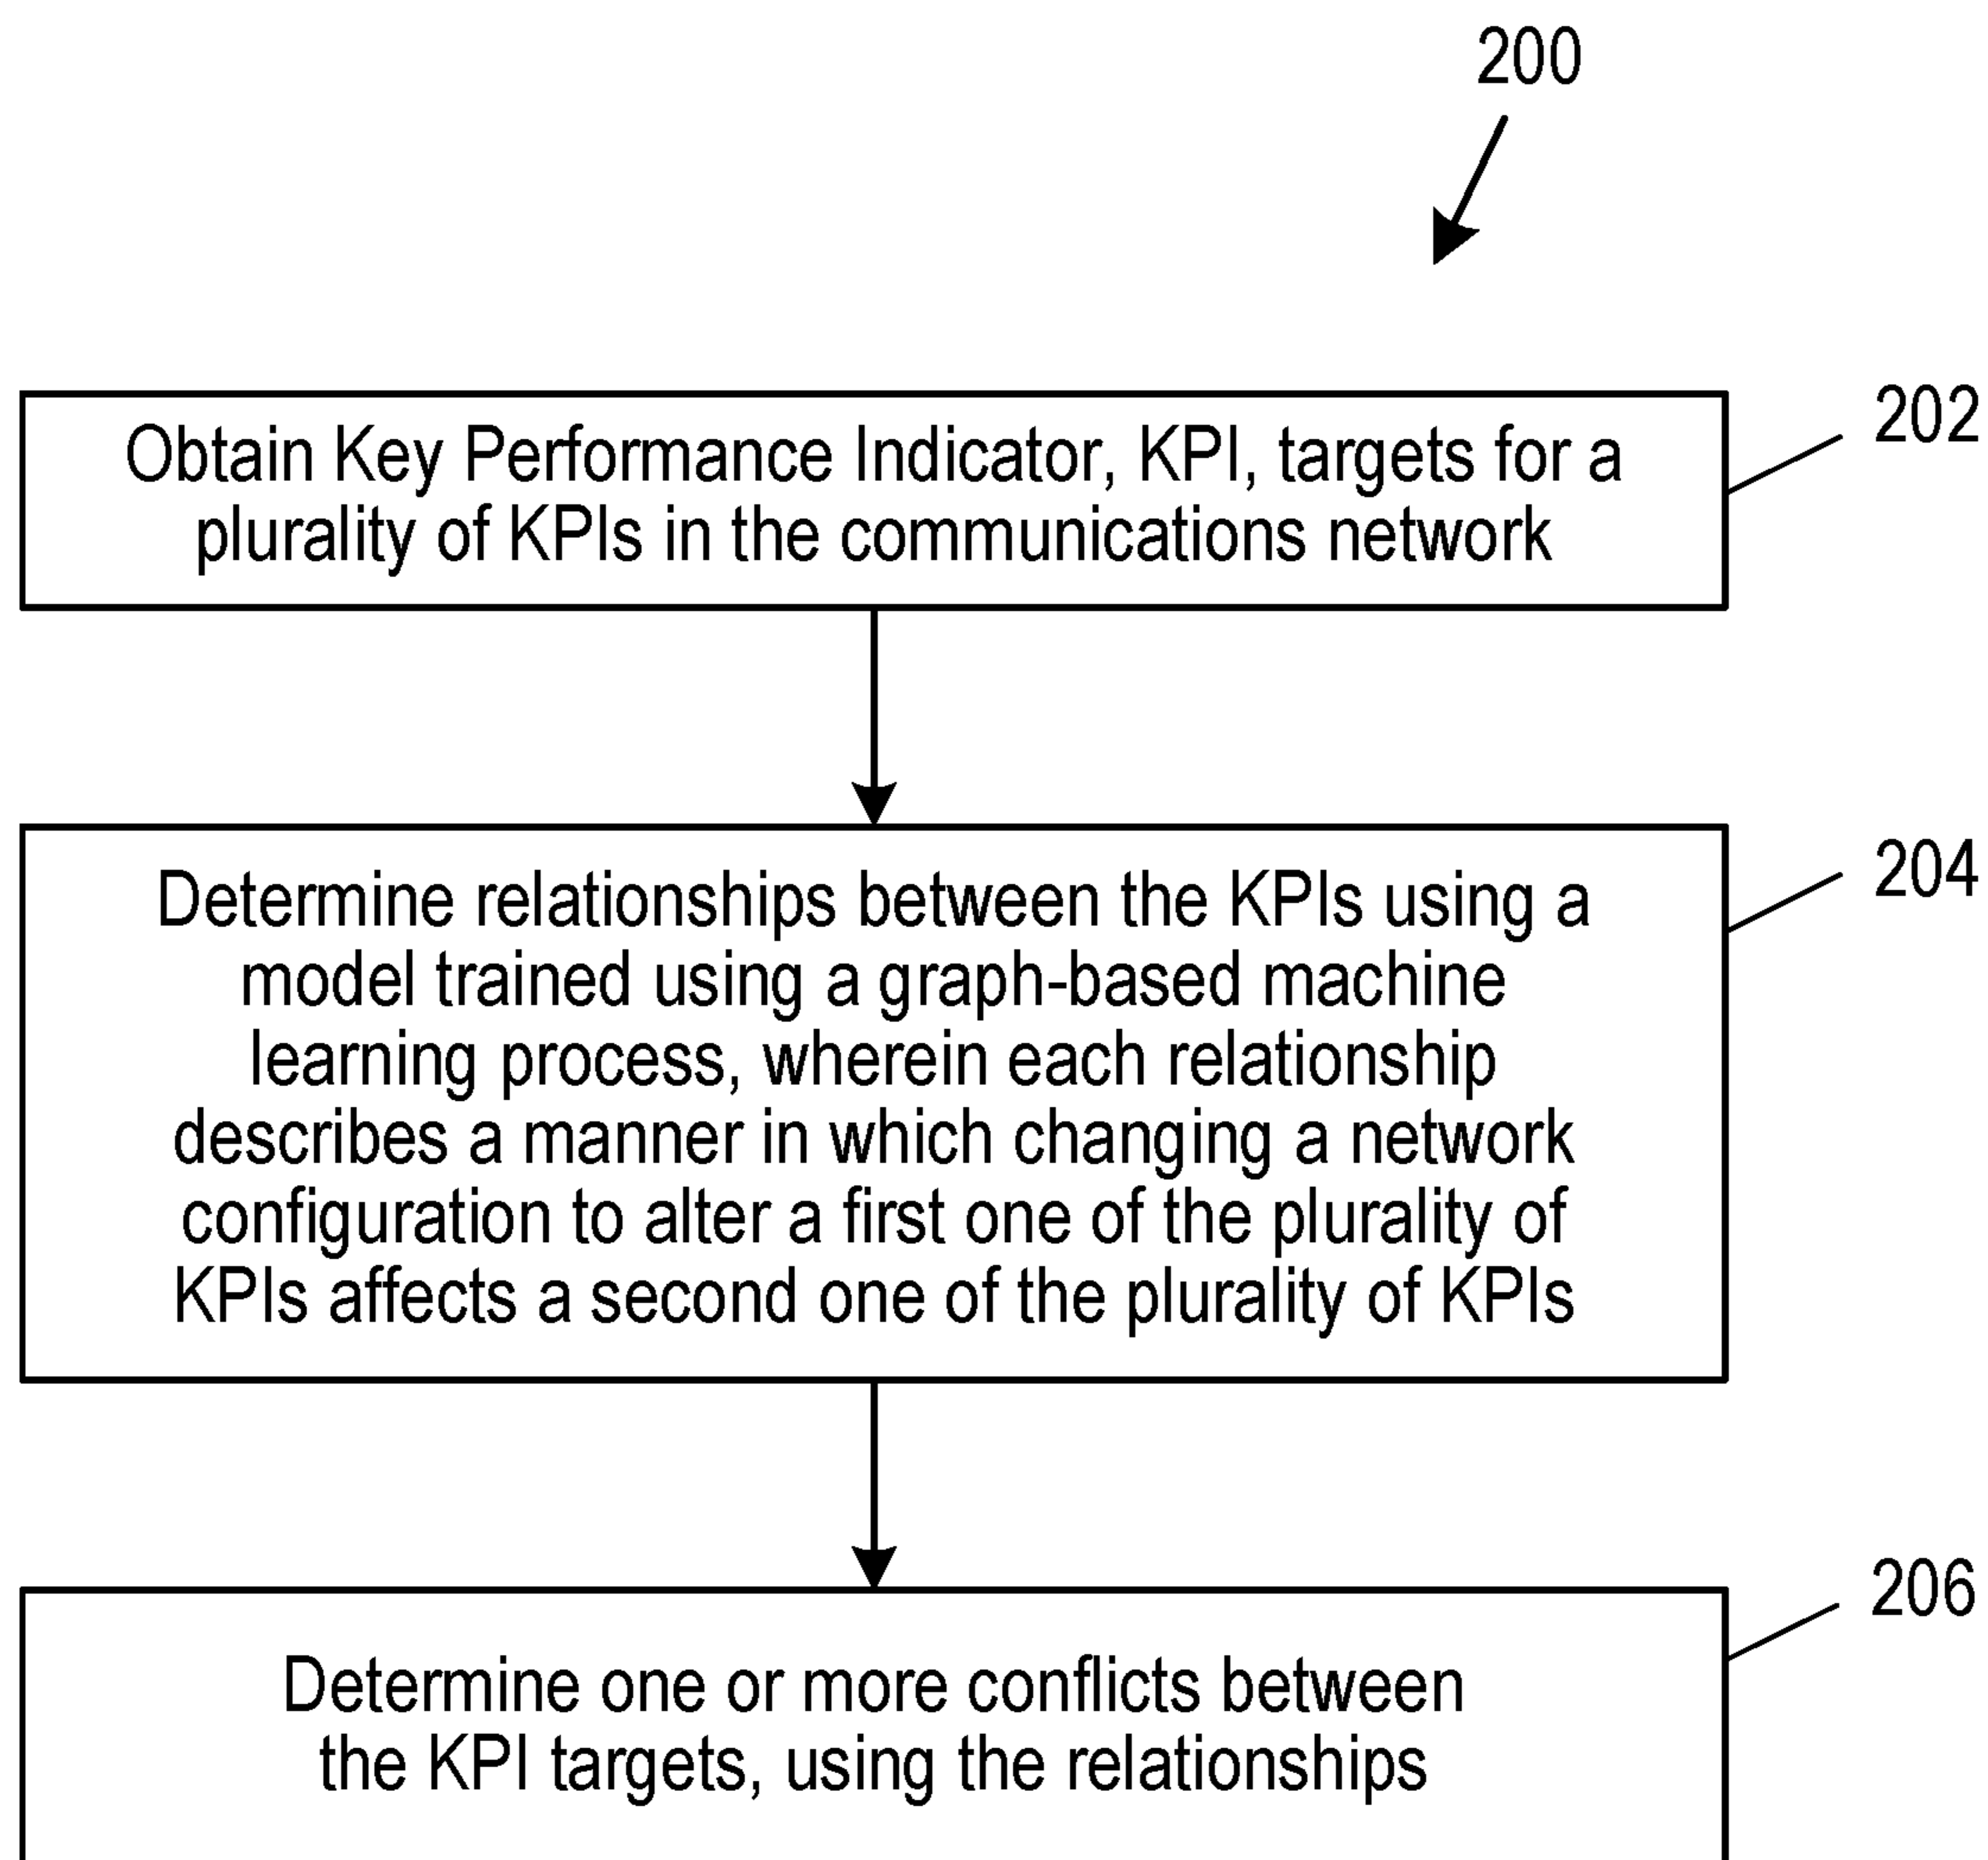 200
202
Obtain Key Performance Indicator, KPI, targets for a
plurality of KPIs in the communications network
204
Determine relationships between the KPIs using a
model trained using a graph-based machine
learning process, wherein each relationship
describes a manner in which changing a network
configuration to alter a first one of the plurality of
KPIs affects a second one of the plurality of KPIs
206
Determine one or more conflicts between
the KPI targets, using the relationships